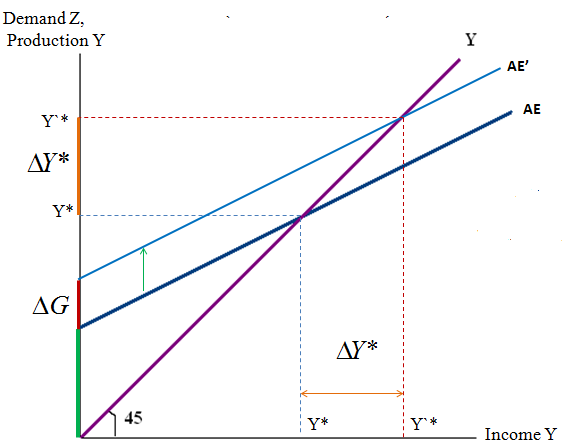 Demand Z,
Production Y
Y
AE’
AE
Y`*
ΔY*
Y*
ΔG
ΔY*
45
Y*
Y`*
Income Y